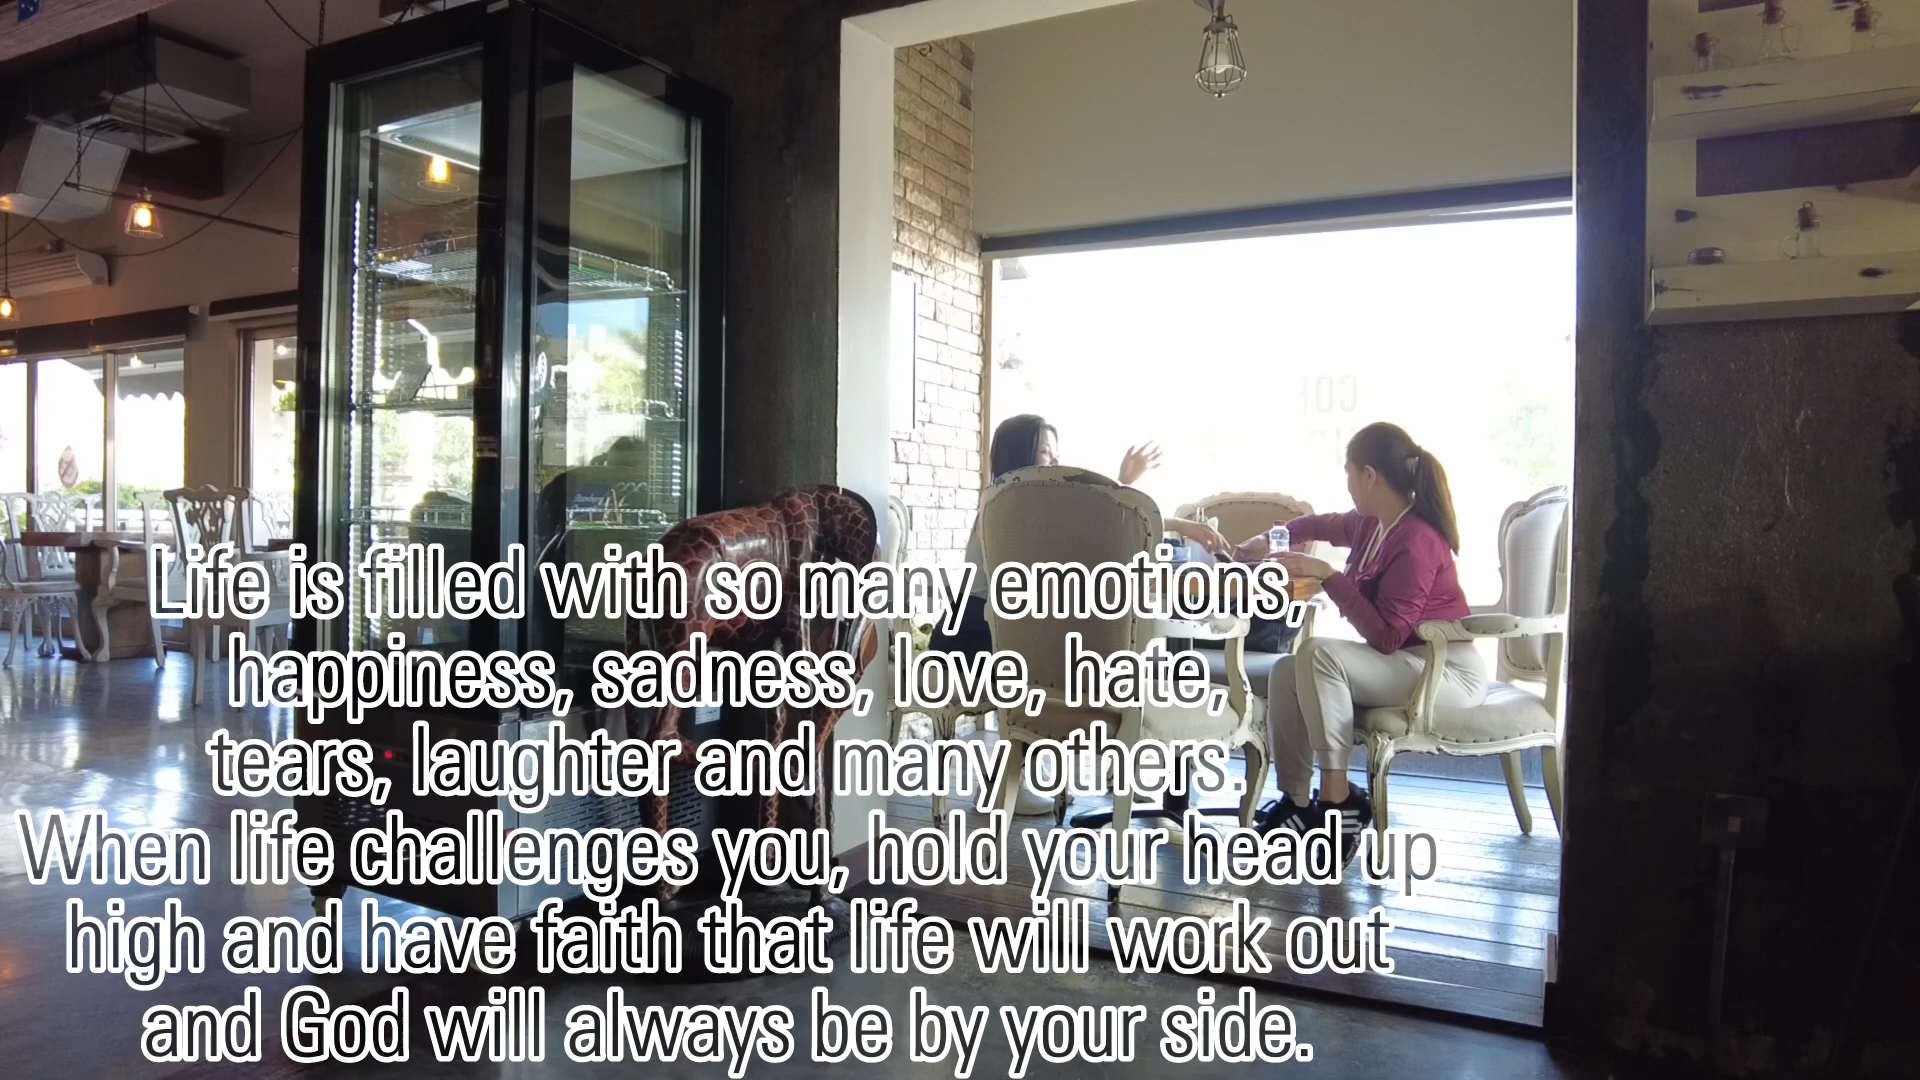 Life is filled with so many emotions,
happiness, sadness, love, hate,
tears, laughter and many others.
When life challenges you, hold your head up
high and have faith that life will work out
and God will always be by your side.